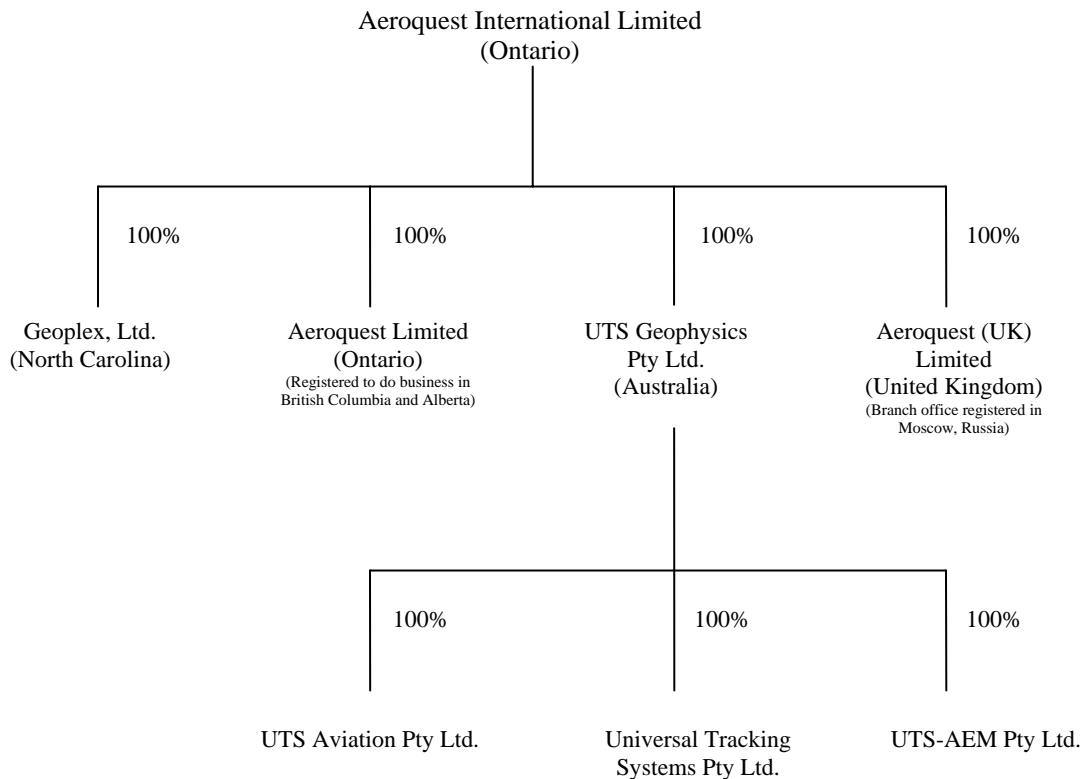 Aeroquest International Limited
(Ontario)
100%
100%
100%
100%
Geoplex, Ltd.
(North Carolina)
Aeroquest Limited
(Ontario)
(Registered to do business in
British Columbia and Alberta)
UTS Geophysics
Pty Ltd.
(Australia)
Aeroquest (UK)
Limited
(United Kingdom)
(Branch office registered in
Moscow, Russia)
100%
100%
100%
UTS Aviation Pty Ltd.
Universal Tracking
Systems Pty Ltd.
UTS-AEM Pty Ltd.